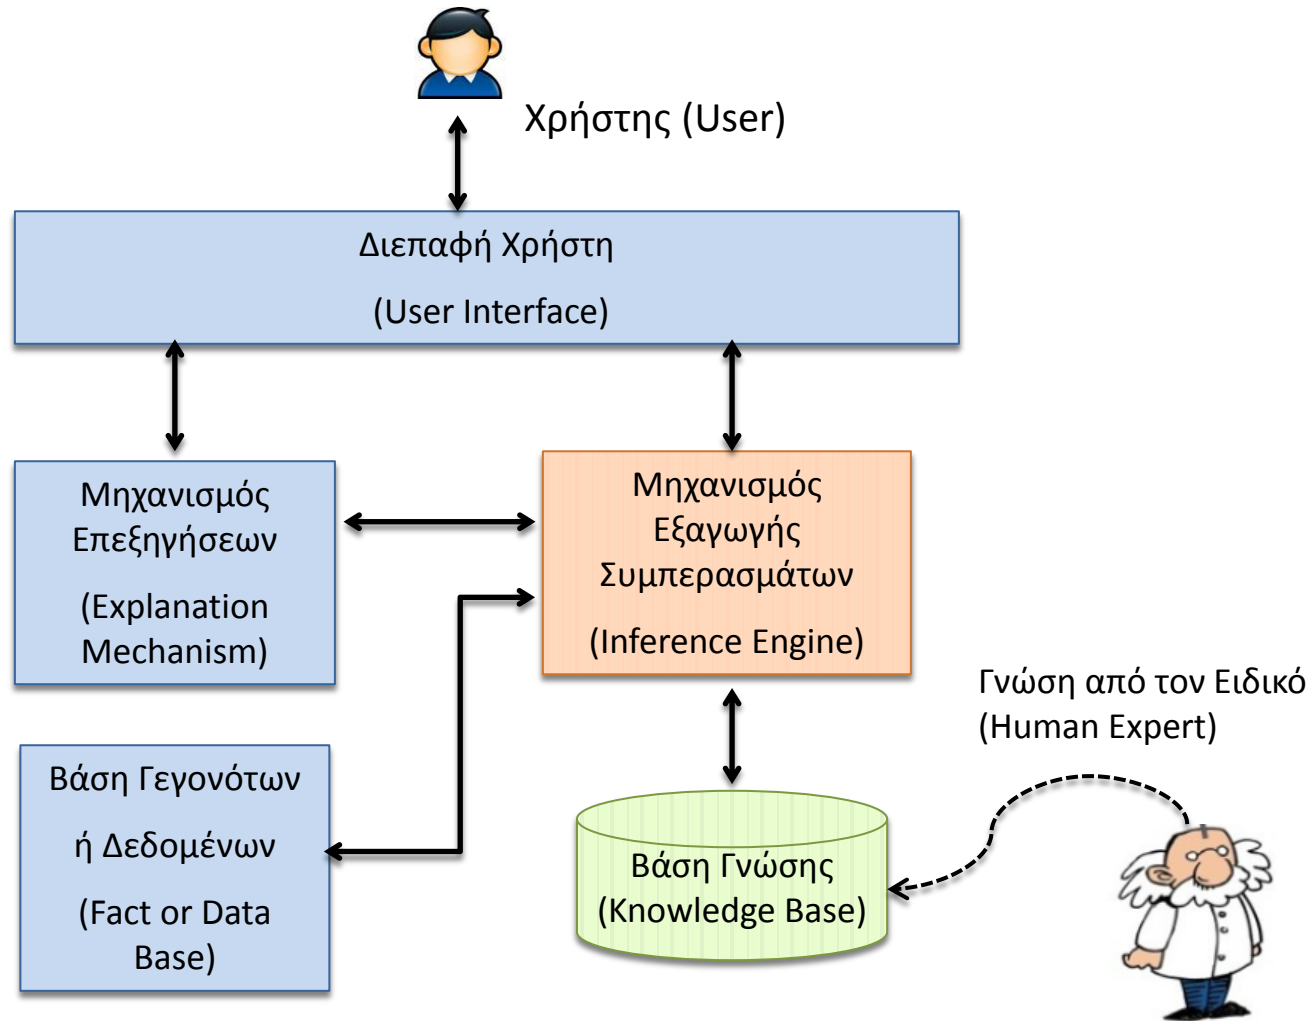 Χρήστης (User)
Διεπαφή Χρήστη
(User Interface)
Μηχανισμός
Επεξηγήσεων
(Explanation
Mechanism)
Μηχανισμός
Εξαγωγής
Συμπερασμάτων
(Inference Engine)
Γνώση από τον Ειδικό
(Human Expert)
Βάση Γεγονότων
ή Δεδομένων
(Fact or Data
Base)
Βάση Γνώσης
(Knowledge Base)